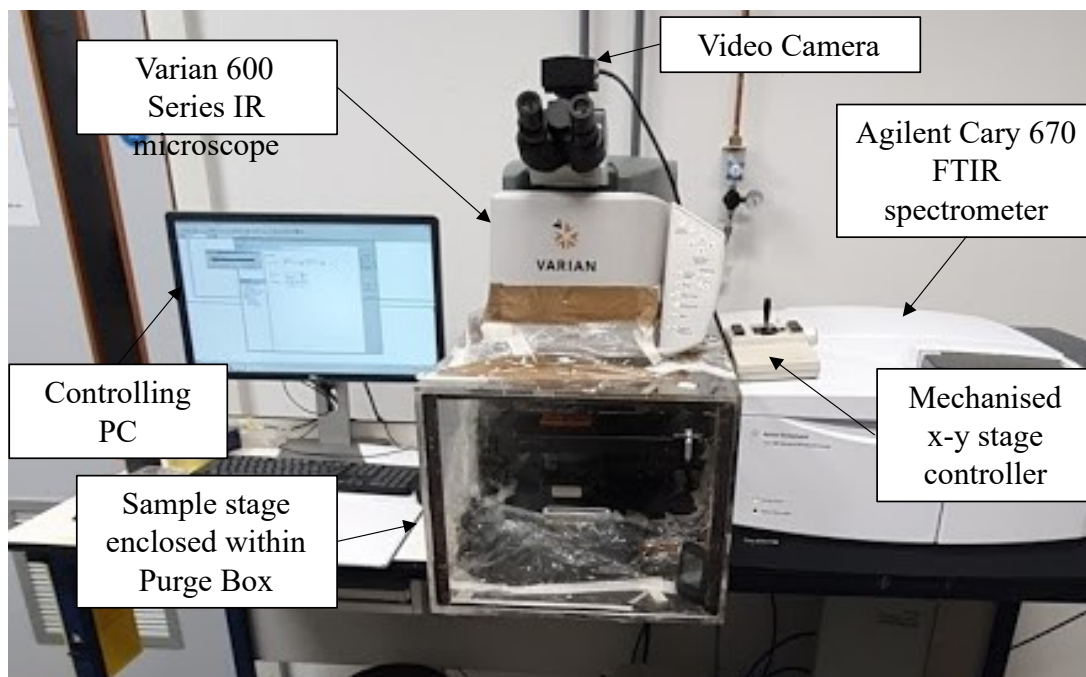 Varian 600
Series IR
microscope
Video Camera
Agilent Cary 670
FTIR
spectrometer
VARIAN
Controlling
PC
Mechanised
x-y stage
controller
Sample stage
enclosed within
Purge Box